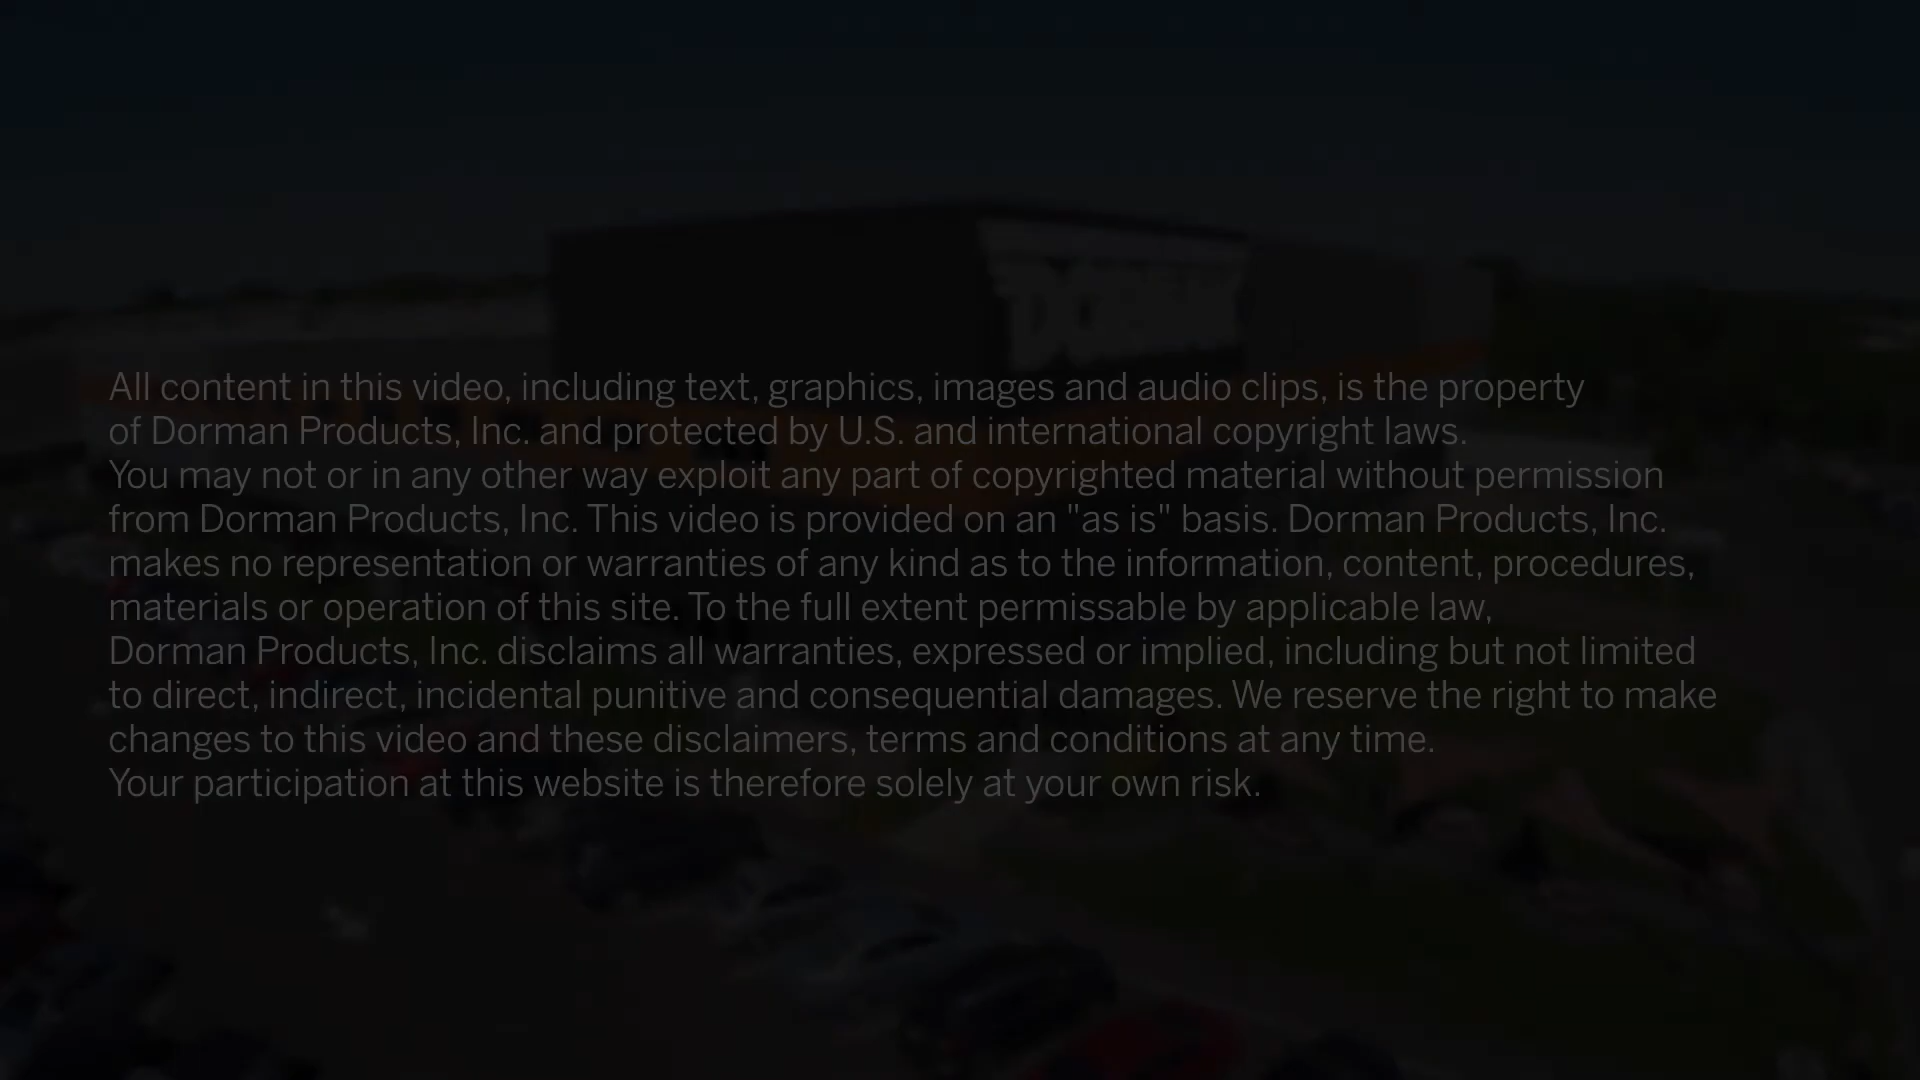 All content in this video, including text, graphics, images and audio clips, is the property
of Dorman Products, Inc. and protected by U.S. and international copyright laws.
You may not or in any other way exploit any part of copyrighted material without permission
from Dorman Products, Inc. This video is provided on an "as is" basis. Dorman Products, Inc.
makes no representation or warranties of any kind as to the information, content, procedures,
materials or operation of this site. To the full extent permissable by applicable law,
Dorman Products, Inc. disclaims all warranties, expressed or implied, including but not limited
to direct, indirect, incidental punitive and consequential damages. We reserve the right to make
changes to this video and these disclaimers, terms and conditions at any time.
Your participation at this website is therefore solely at your own risk.